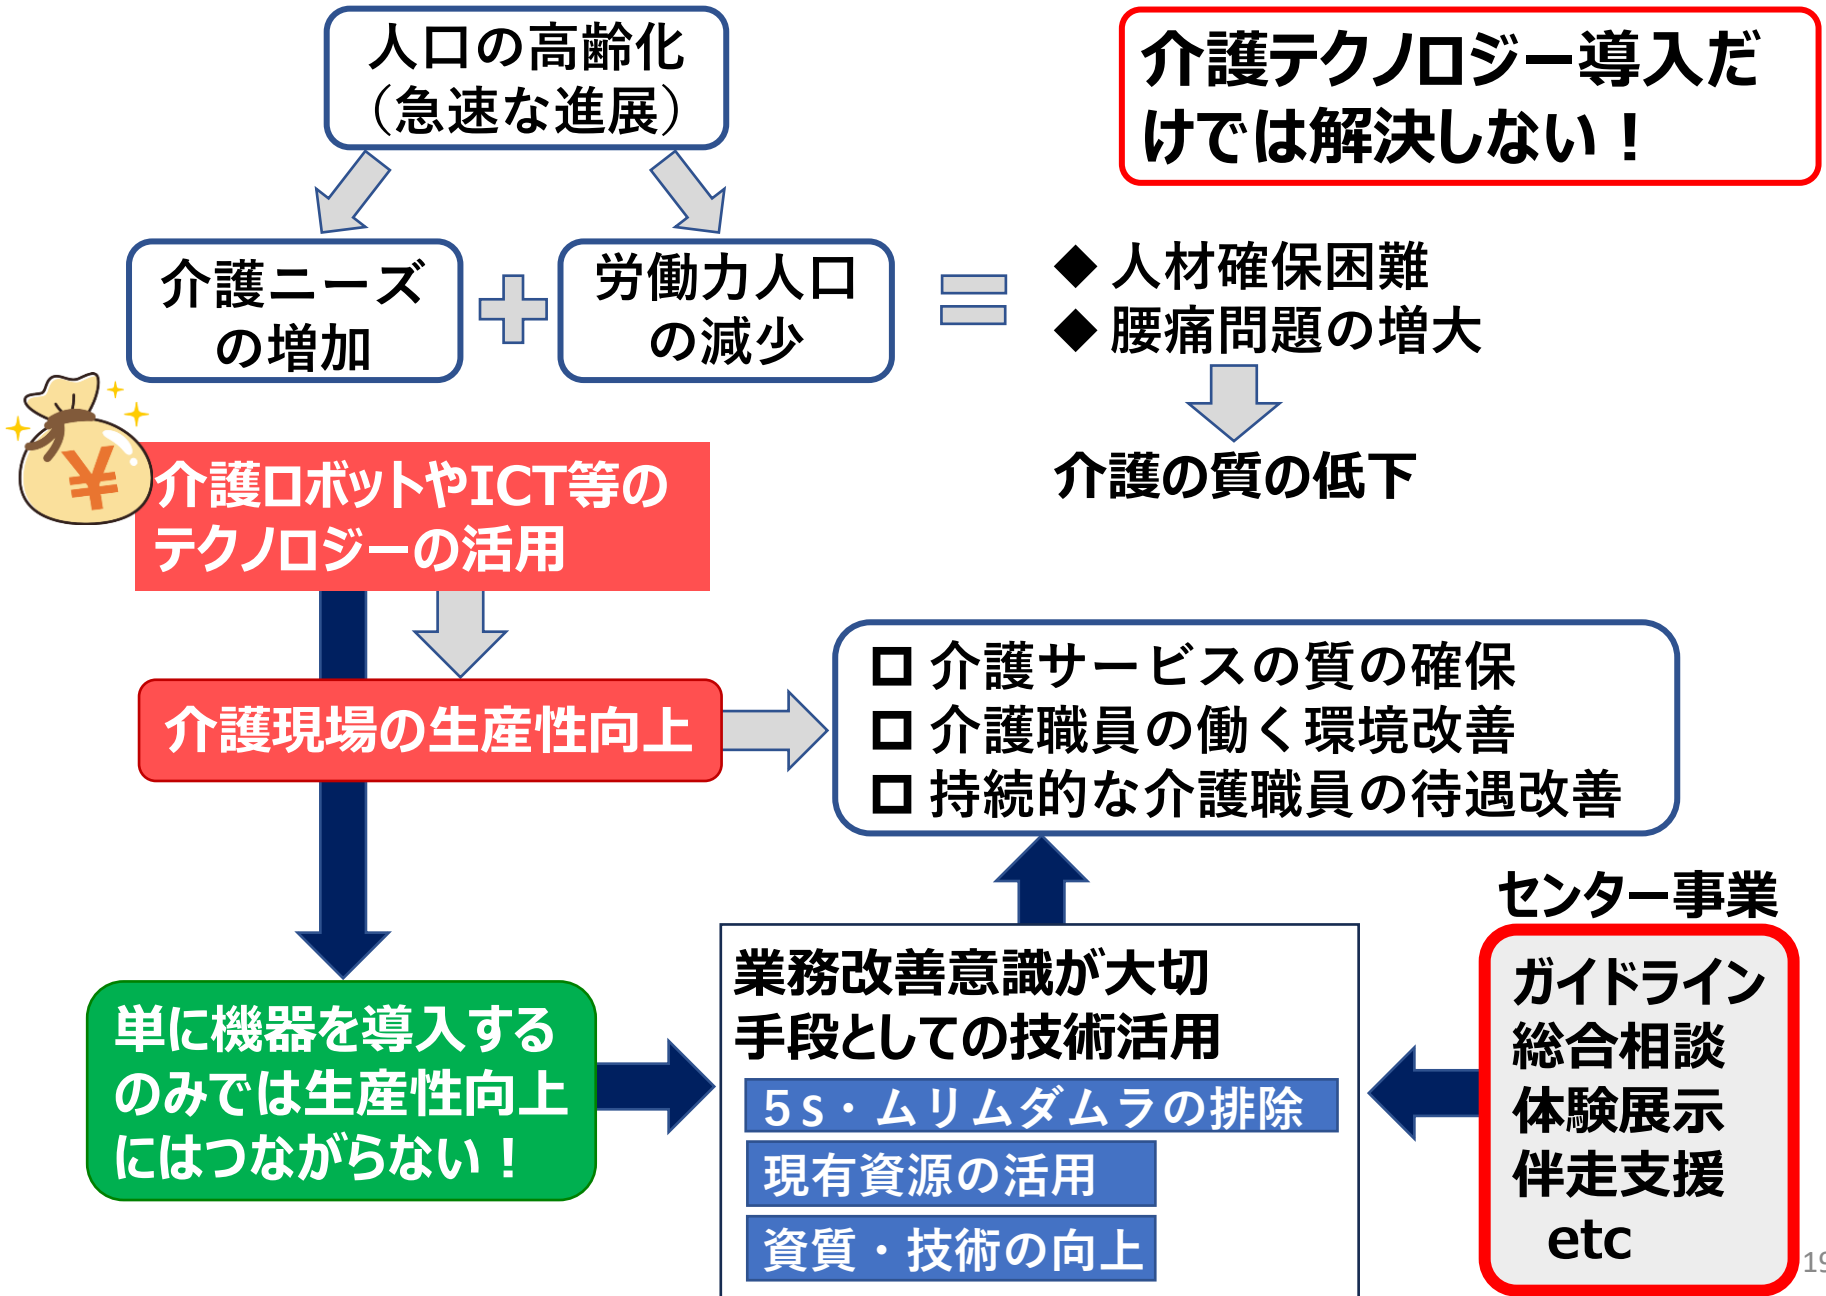 人口の高齢化
（急速な進展）
介護テクノロジー導入だ
けでは解決しない！
介護ニーズ
の増加
労働力人口
の減少
◆ 人材確保困難
◆ 腰痛問題の増大
介護の質の低下
¥
介護ロボットやICT等の
テクノロジーの活用
介護現場の生産性向上
介護サービスの質の確保
介護職員の働く環境改善
持続的な介護職員の待遇改善
単に機器を導入する
のみでは生産性向上
にはつながらない！
業務改善意識が大切
手段としての技術活用
５S・ムリムダムラの排除
現有資源の活用
資質・技術の向上
センター事業
ガイドライン
総合相談
体験展示
伴走支援
etc
19